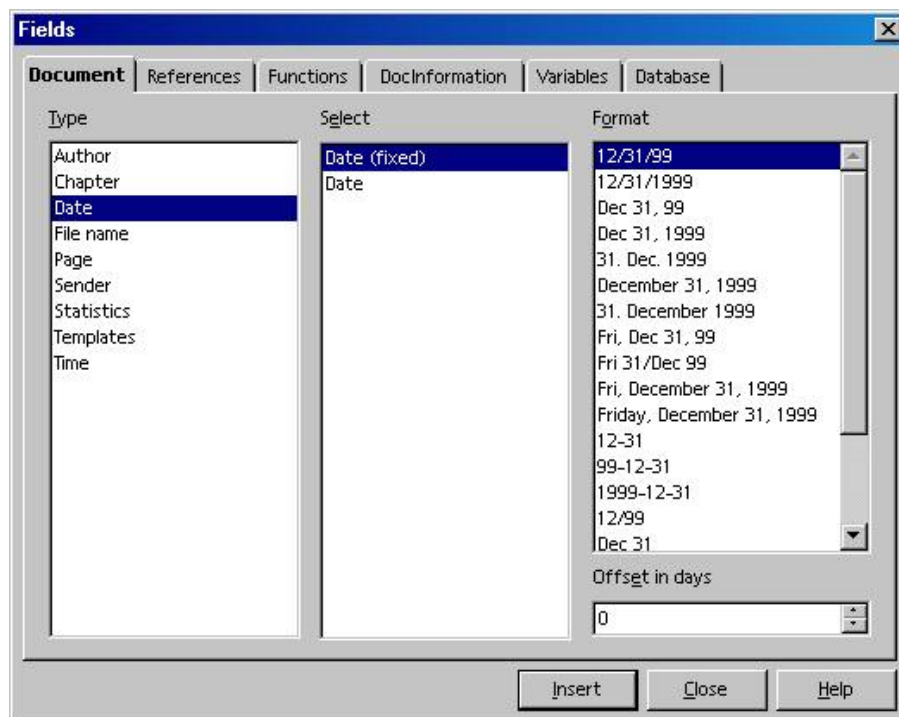 Fields
Document References Functions DocInformation Variables Database
Type
Author
Chapter
Date
File name
Page
Sender
Statistics
Templates
Time
Select
Date (fixed)
Date
Format
12/31/99
12/31/1999
Dec 31, 99
Dec 31, 1999
31. Dec. 1999
December 31, 1999
31. December 1999
Fri, Dec 31, 99
Fri 31/Dec 99
Fri, December 31, 1999
Friday, December 31, 1999
12-31
99-12-31
1999-12-31
12/99
Dec 31
Offset in days
0
Insert Close Help